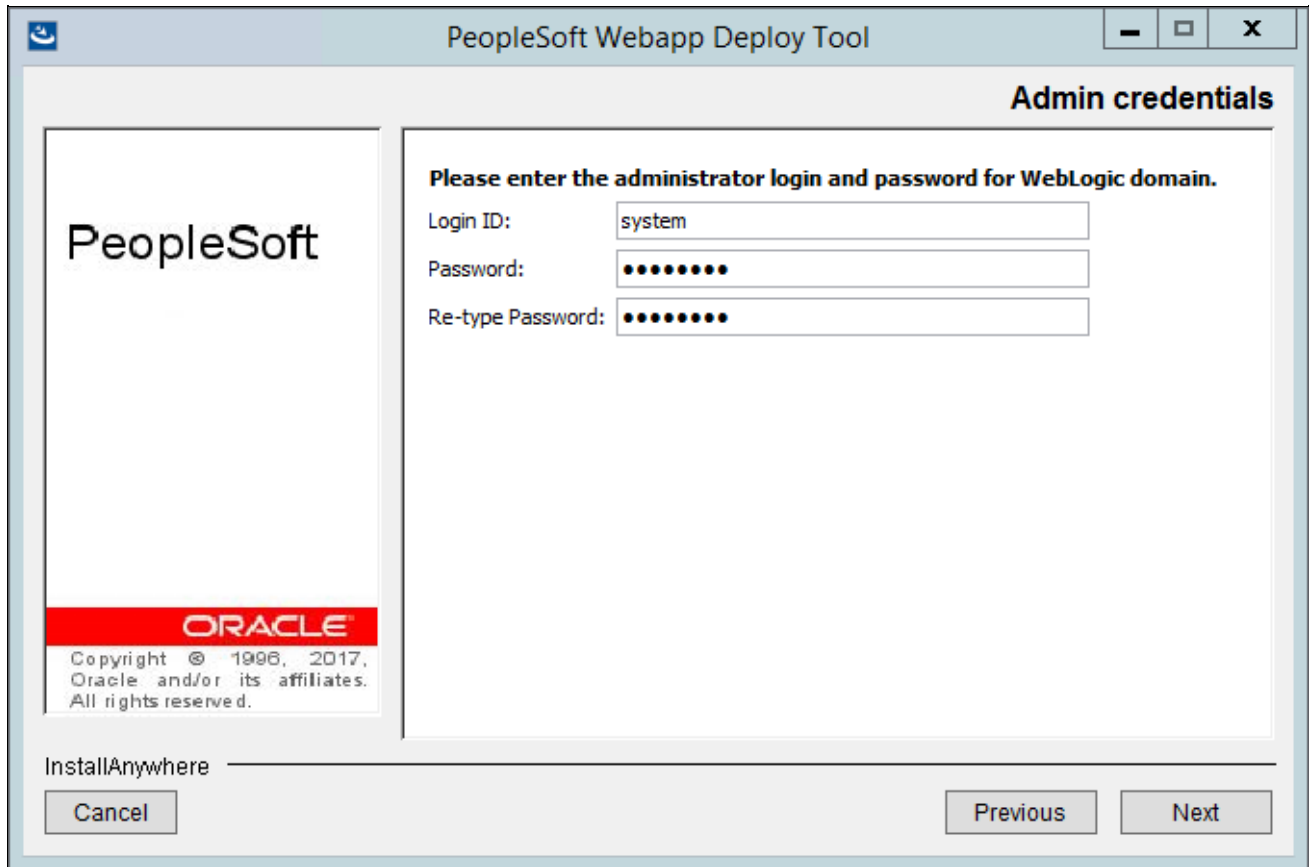 PeopleSoft Webapp Deploy Tool
Admin credentials
PeopleSoft
ORACLE
Copyright © 1996, 2017,
Oracle and/or its affiliates.
All rights reserved.
Please enter the administrator login and password for WebLogic domain.
Login ID: system
Password: ●●●●●●●●
Re-type Password: ●●●●●●●●
InstallAnywhere
Cancel Previous Next